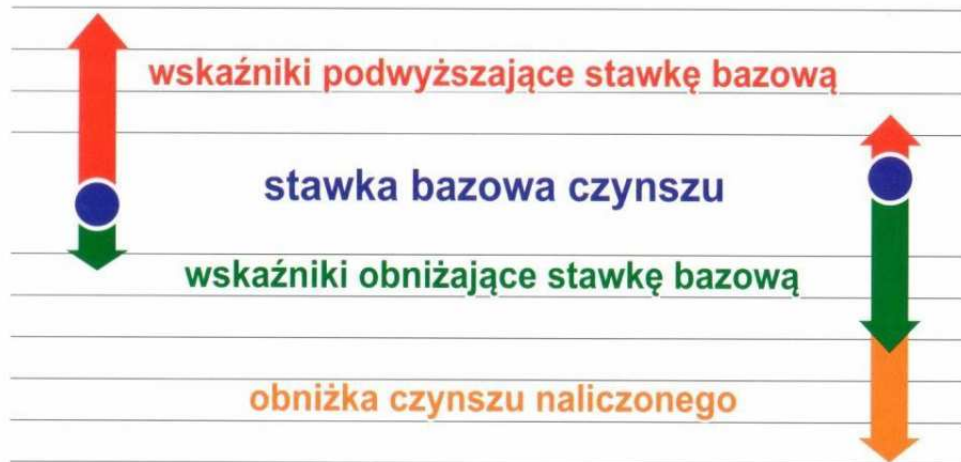 wskaźniki podwyższające stawkę bazową
stawka bazowa czynszu
wskaźniki obniżające stawkę bazową
obniżka czynszu naliczonego